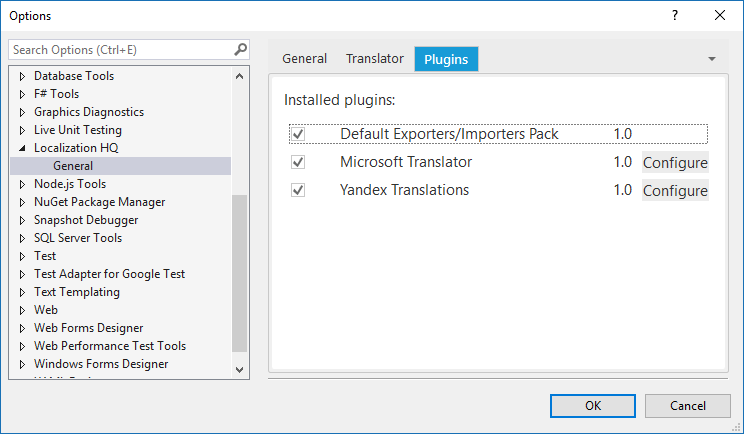 Options
?
Search Options (Ctrl+E)
Database Tools
F# Tools
Graphics Diagnostics
Live Unit Testing
Localization HQ
General
Node.js Tools
NuGet Package Manager
Snapshot Debugger
SQL Server Tools
Test
Test Adapter for Google Test
Text Templating
Web
Web Forms Designer
Web Performance Test Tools
Windows Forms Designer
General Translator Plugins
Installed plugins:
Default Exporters/Importers Pack 1.0
Microsoft Translator 1.0 Configure
Yandex Translations 1.0 Configure
OK Cancel